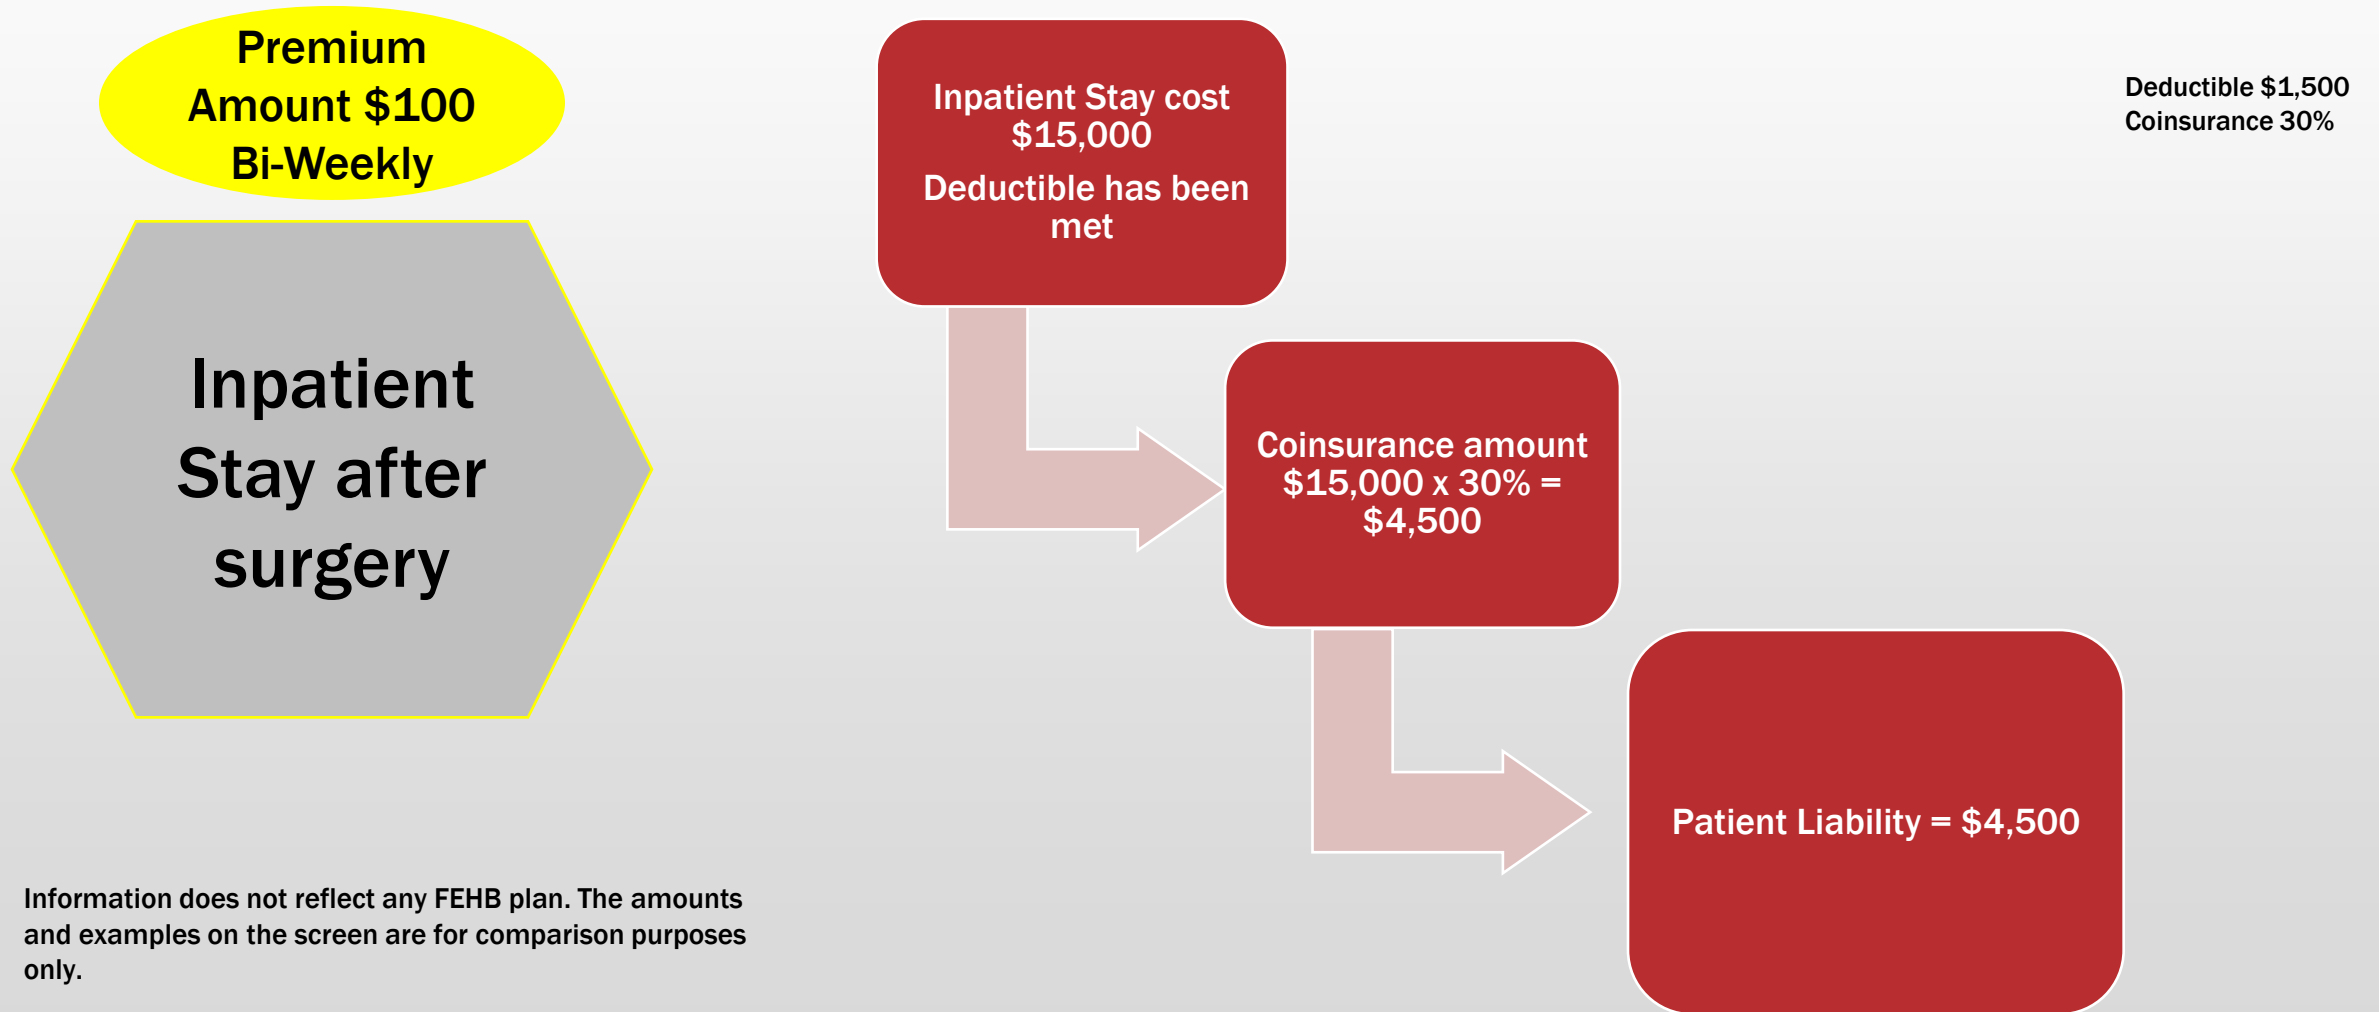 Premium
Amount $100
Bi-Weekly
Inpatient
Stay after
surgery
Inpatient Stay cost
$15,000
Deductible has been
met
Coinsurance amount
$15,000 x 30% =
$4,500
Patient Liability = $4,500
Deductible $1,500
Coinsurance 30%
Information does not reflect any FEHB plan. The amounts
and examples on the screen are for comparison purposes
only.